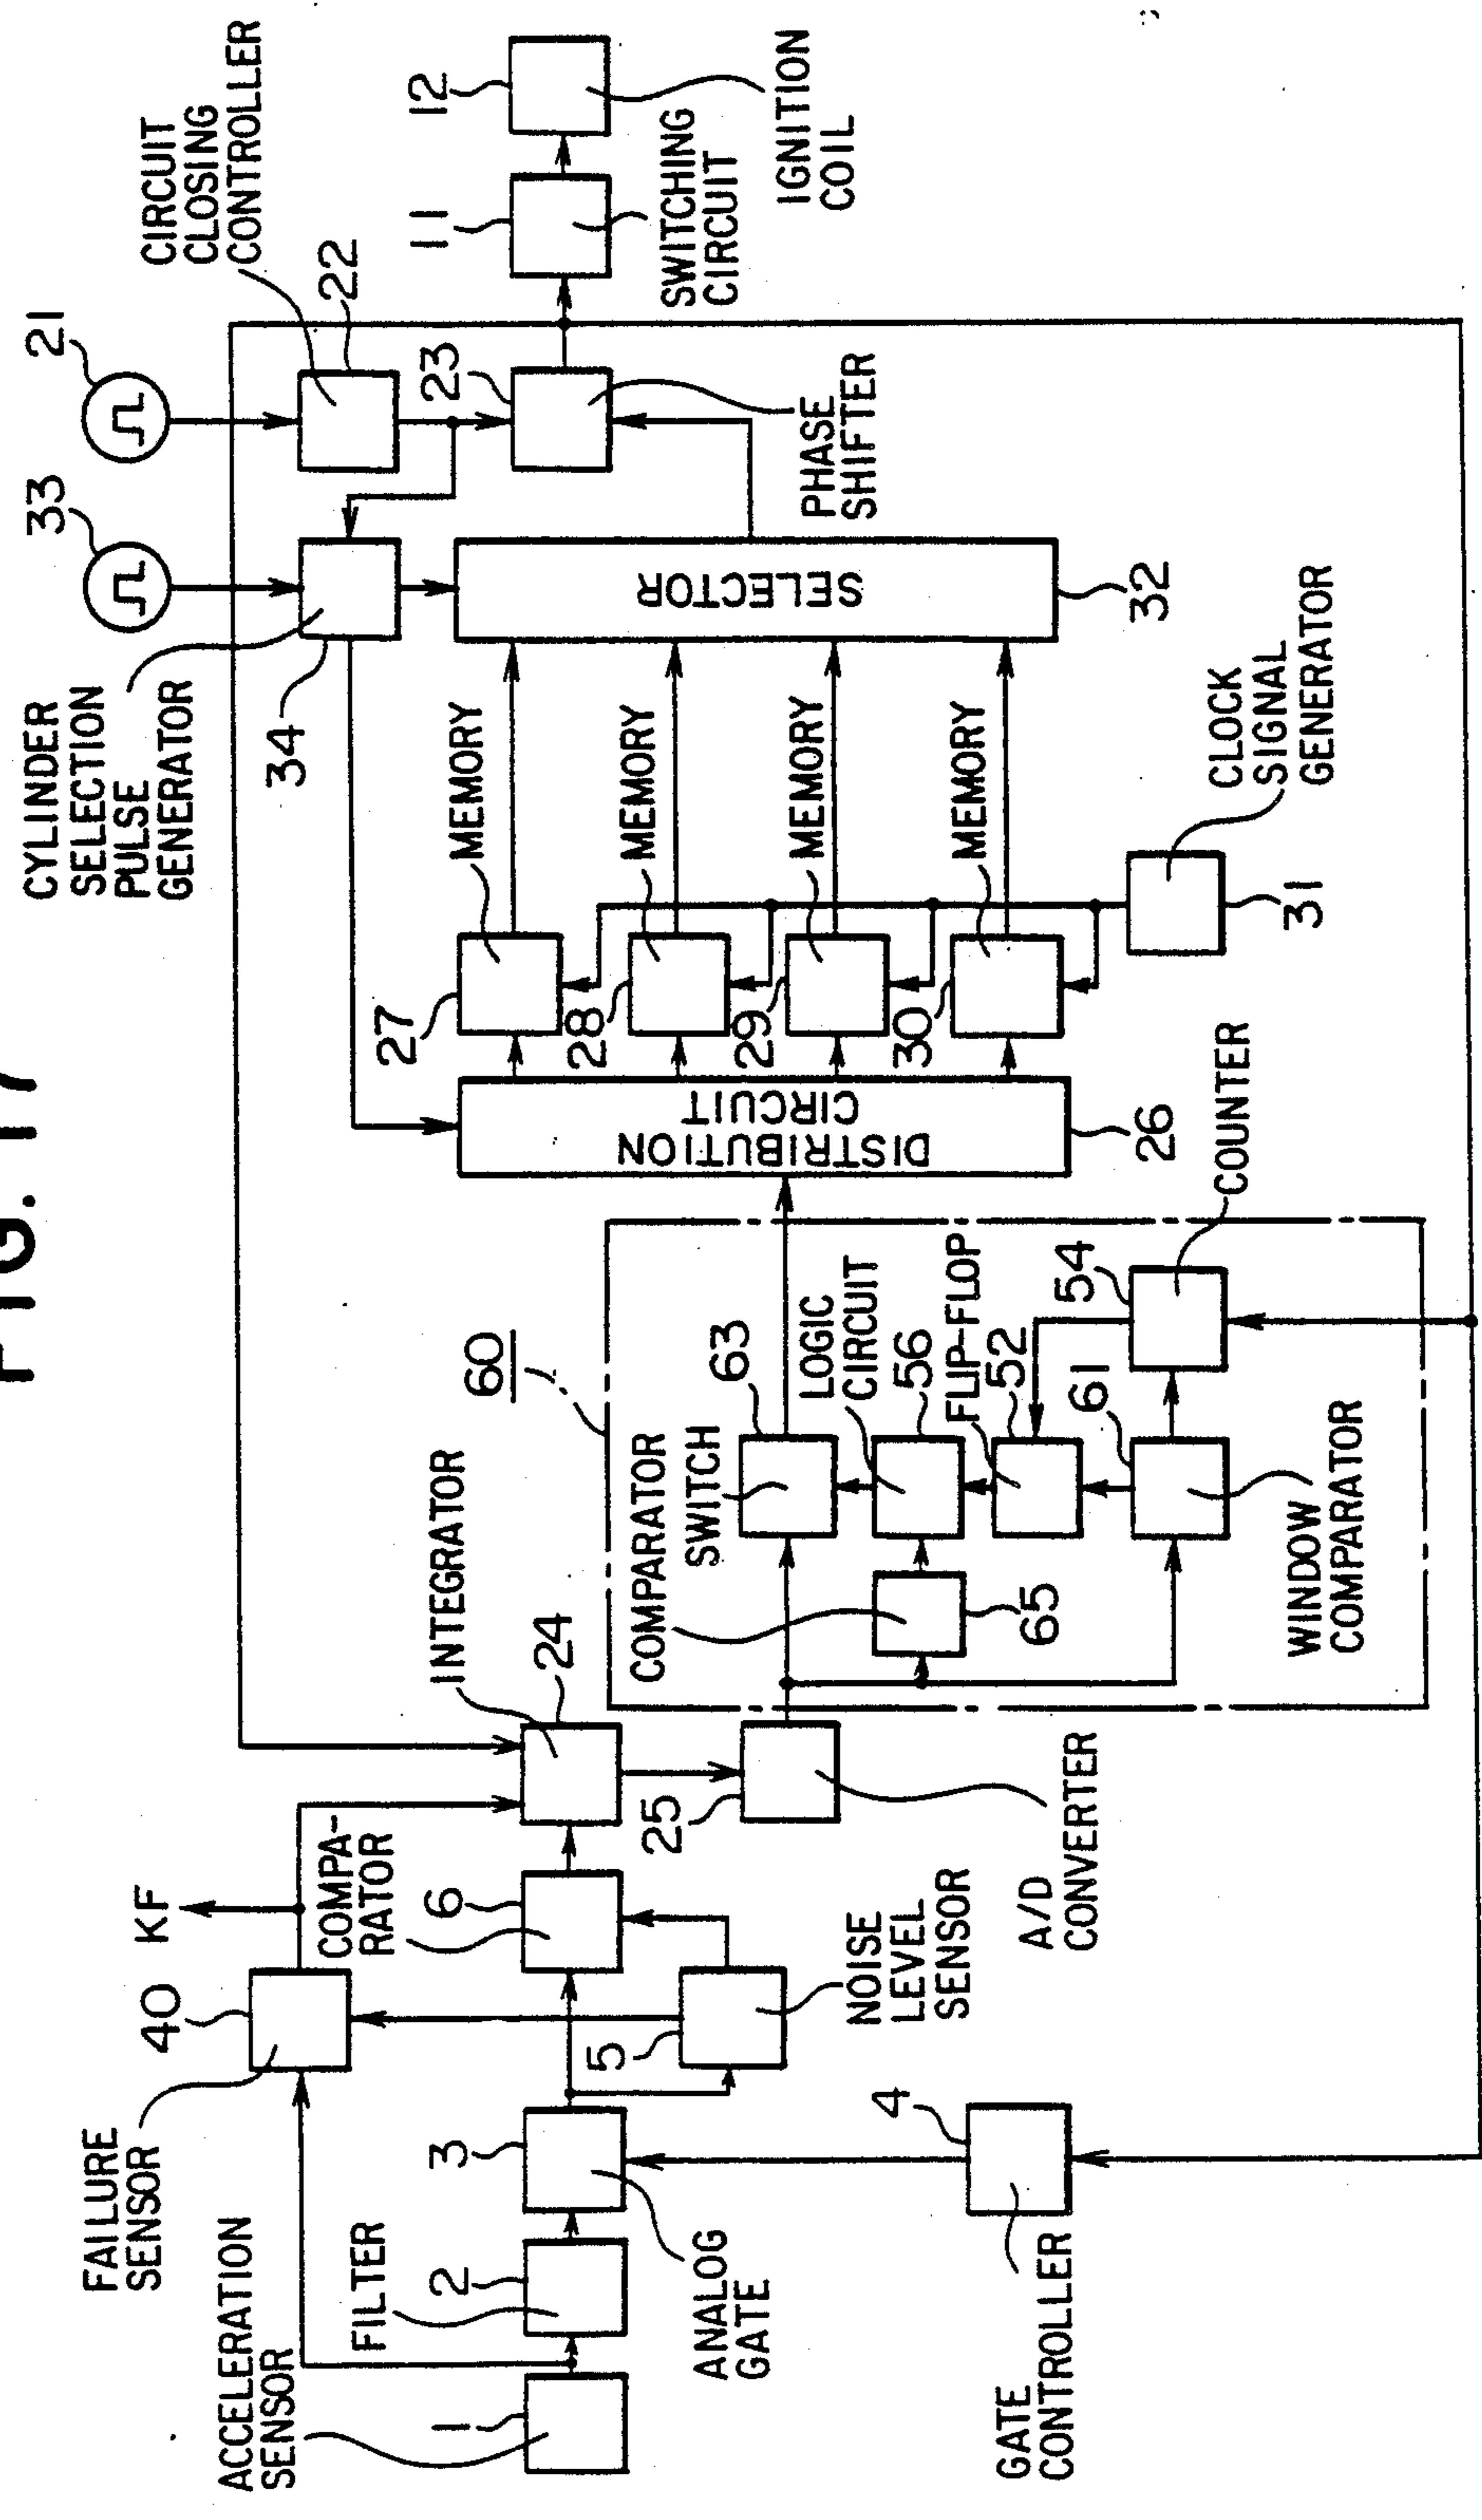 FIG. 17
CYLINDER
SELECTION
PULSE
GENERATOR
33
21
CIRCUIT
CLOSING
CONTROLLER
34
22
23
12
11
SWITCHING
CIRCUIT
IGNITION
COIL
PHASE
SHIFTER
SELECTOR
32
MEMORY
MEMORY
MEMORY
MEMORY
27
28
29
30
CLOCK
SIGNAL
GENERATOR
31
DISTRIBUTION
CIRCUIT
26
60
63
SWITCH
LOGIC
CIRCUIT
56
FLIP-FLOP
52
54
COUNTER
61
WINDOW
COMPARATOR
COMPARATOR
65
INTEGRATOR
24
25
A/D
CONVERTER
KF
40
FAILURE
SENSOR
COMPA-
RATOR
6
5
NOISE
LEVEL
SENSOR
ACCELERATION
SENSOR
1
FILTER
2
3
ANALOG
GATE
4
GATE
CONTROLLER